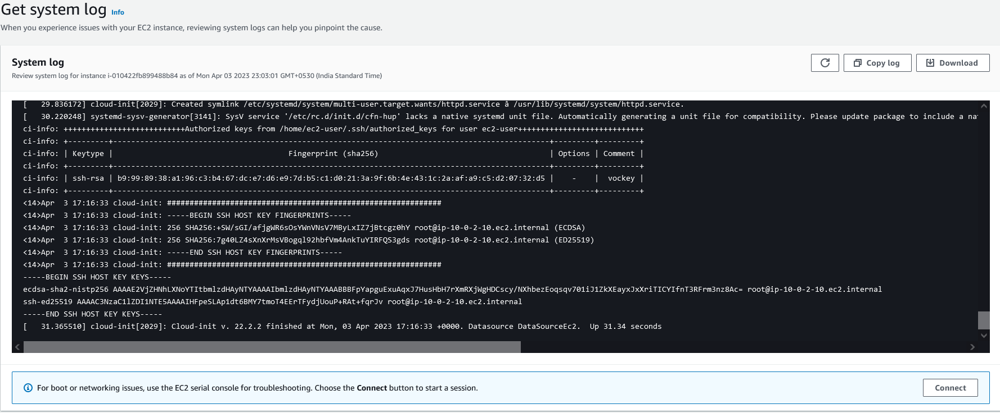 Get system log Info
When you experience issues with your EC2 instance, reviewing system logs can help you pinpoint the cause.
System log
Review system log for instance i-010422fb899488b84 as of Mon Apr 03 2023 23:03:01 GMT+0530 (India Standard Time)
Copy log
Download
[   29.836172] cloud-init[2029]: Created symlink /etc/systemd/system/multi-user.target.wants/httpd.service â /usr/lib/systemd/system/httpd.service.
[   30.220248] systemd-sysv-generator[3141]: SysV service '/etc/rc.d/init.d/cfn-hup' lacks a native systemd unit file. Automatically generating a unit file for compatibility. Please update package to include a na
ci-info: +++++++++++++++++++++++++++Authorized keys from /home/ec2-user/.ssh/authorized_keys for user ec2-user++++++++++++++++++++++++++++
ci-info: +---------+-------------------------------------------------------------------------------------------------+---------+---------+
ci-info: | Keytype |                                       Fingerprint (sha256)                                      | Options | Comment |
ci-info: +---------+-------------------------------------------------------------------------------------------------+---------+---------+
ci-info: | ssh-rsa | b9:99:89:38:a1:96:c3:b4:67:dc:e7:d6:e9:7d:b5:c1:d0:21:3a:9f:6b:4e:43:1c:2a:af:a9:c5:d2:07:32:d5 |    -    |  vockey |
ci-info: +---------+-------------------------------------------------------------------------------------------------+---------+---------+
<14>Apr  3 17:16:33 cloud-init: #############################################################
<14>Apr  3 17:16:33 cloud-init: -----BEGIN SSH HOST KEY FINGERPRINTS-----
<14>Apr  3 17:16:33 cloud-init: 256 SHA256:+SW/sGI/afjgWR6sOsYWnVNsV7MByLxIZ7jBtcgz0hY root@ip-10-0-2-10.ec2.internal (ECDSA)
<14>Apr  3 17:16:33 cloud-init: 256 SHA256:7g40LZ4sXnXrMsVBogql92hbfVm4AnkTuYIRFQS3gds root@ip-10-0-2-10.ec2.internal (ED25519)
<14>Apr  3 17:16:33 cloud-init: -----END SSH HOST KEY FINGERPRINTS-----
<14>Apr  3 17:16:33 cloud-init: #############################################################
-----BEGIN SSH HOST KEY KEYS-----
ecdsa-sha2-nistp256 AAAAE2VjZHNhLXNoYTItbmlzdHAyNTYAAAAIbmlzdHAyNTYAAABBBFpYapguExuAqxJ7HusHbH7rXmRXjWgHDCscy/NXhbezEoqsqv701iJ1ZkXEayxJxXriTICYIfnT3RFrm3nz8Ac= root@ip-10-0-2-10.ec2.internal
ssh-ed25519 AAAAC3NzaC1lZDI1NTE5AAAAIHFpeSLAp1dt6BMY7tmoT4EErTFydjUouP+RAt+fqrJv root@ip-10-0-2-10.ec2.internal
-----END SSH HOST KEY KEYS-----
[   31.365510] cloud-init[2029]: Cloud-init v. 22.2.2 finished at Mon, 03 Apr 2023 17:16:33 +0000. Datasource DataSourceEc2.  Up 31.34 seconds
For boot or networking issues, use the EC2 serial console for troubleshooting. Choose the Connect button to start a session.
Connect